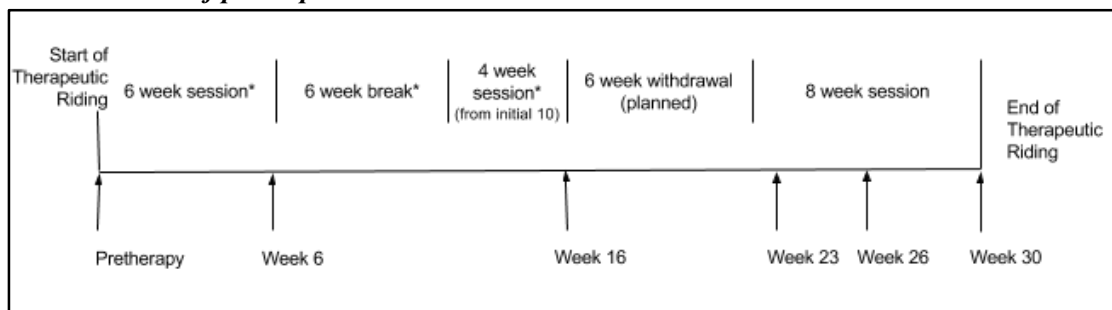 Start of
Therapeutic
Riding
6 week session*
6 week break*
4 week
session*
(from initial 10)
6 week withdrawal
(planned)
8 week session
End of
Therapeutic
Riding
Pretherapy
Week 6
Week 16
Week 23
Week 26
Week 30